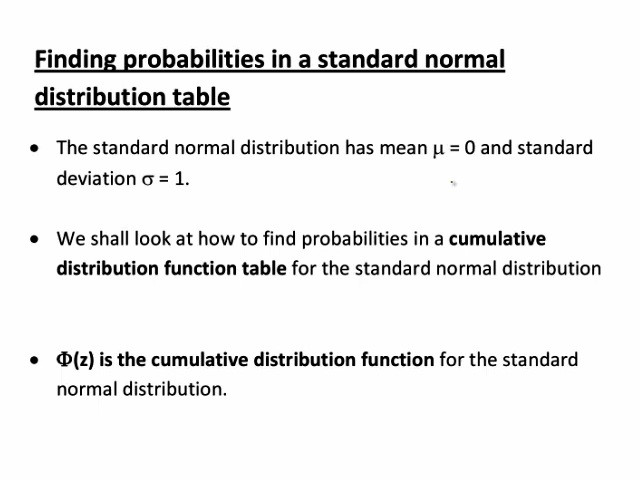 Finding probabilities in a standard normal
distribution table
• The standard normal distribution has mean μ = 0 and standard
deviation σ = 1.
• We shall look at how to find probabilities in a cumulative
distribution function table for the standard normal distribution
• Φ(z) is the cumulative distribution function for the standard
normal distribution.